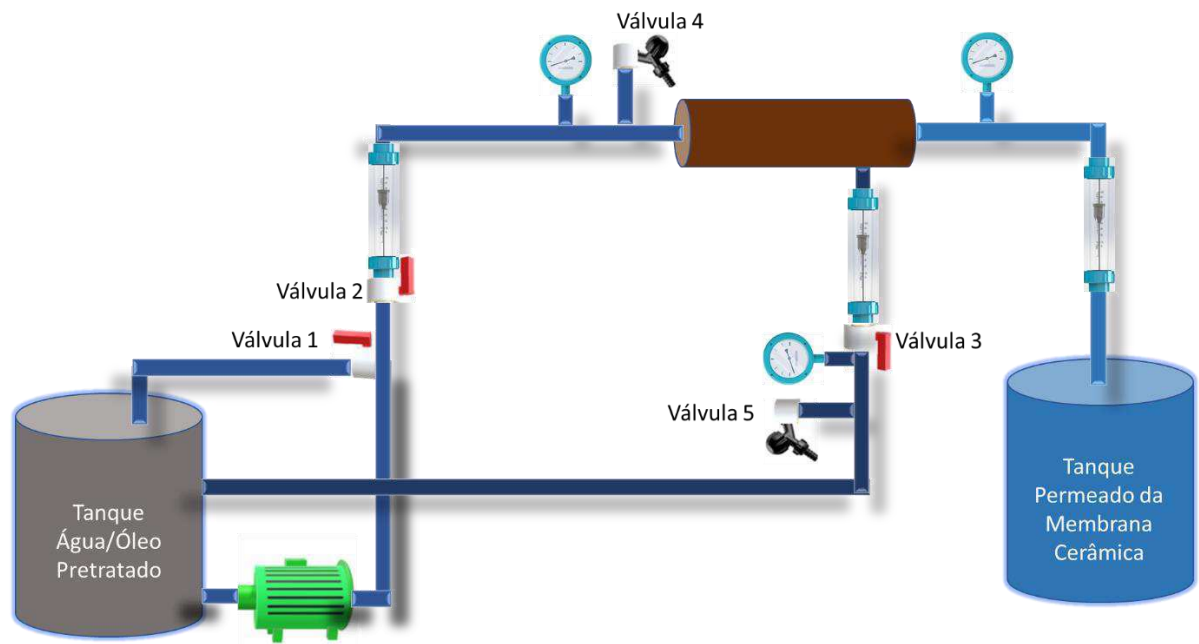 Válvula 4
Válvula 2
Válvula 1
Válvula 3
Válvula 5
Tanque
Água/Óleo
Pretratado
Tanque
Permeado da
Membrana
Cerâmica